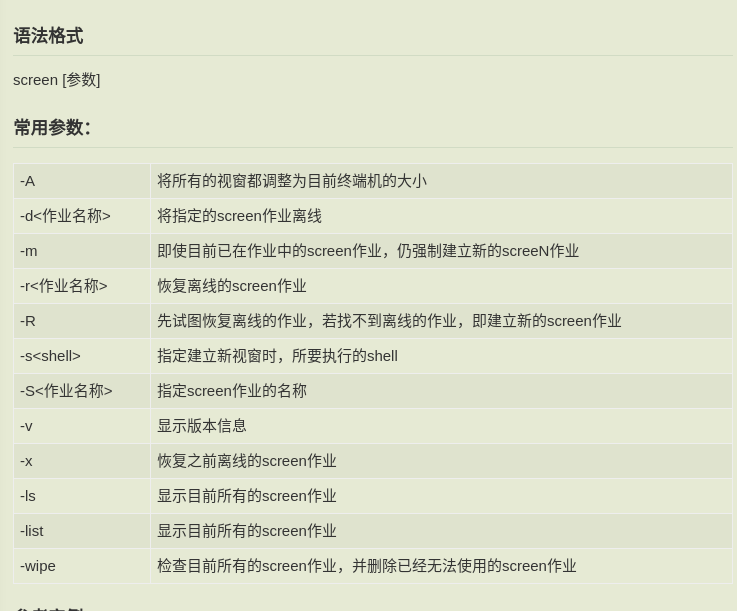 语法格式
screen [参数]
常用参数：
-A 将所有的视窗都调整为目前终端机的大小
-d<作业名称> 将指定的screen作业离线
-m 即使目前已在作业中的screen作业，仍强制建立新的screeN作业
-r<作业名称> 恢复离线的screen作业
-R 先试图恢复离线的作业，若找不到离线的作业，即建立新的screen作业
-s<shell> 指定建立新视窗时，所要执行的shell
-S<作业名称> 指定screen作业的名称
-v 显示版本信息
-x 恢复之前离线的screen作业
-ls 显示目前所有的screen作业
-list 显示目前所有的screen作业
-wipe 检查目前所有的screen作业，并删除已经无法使用的screen作业